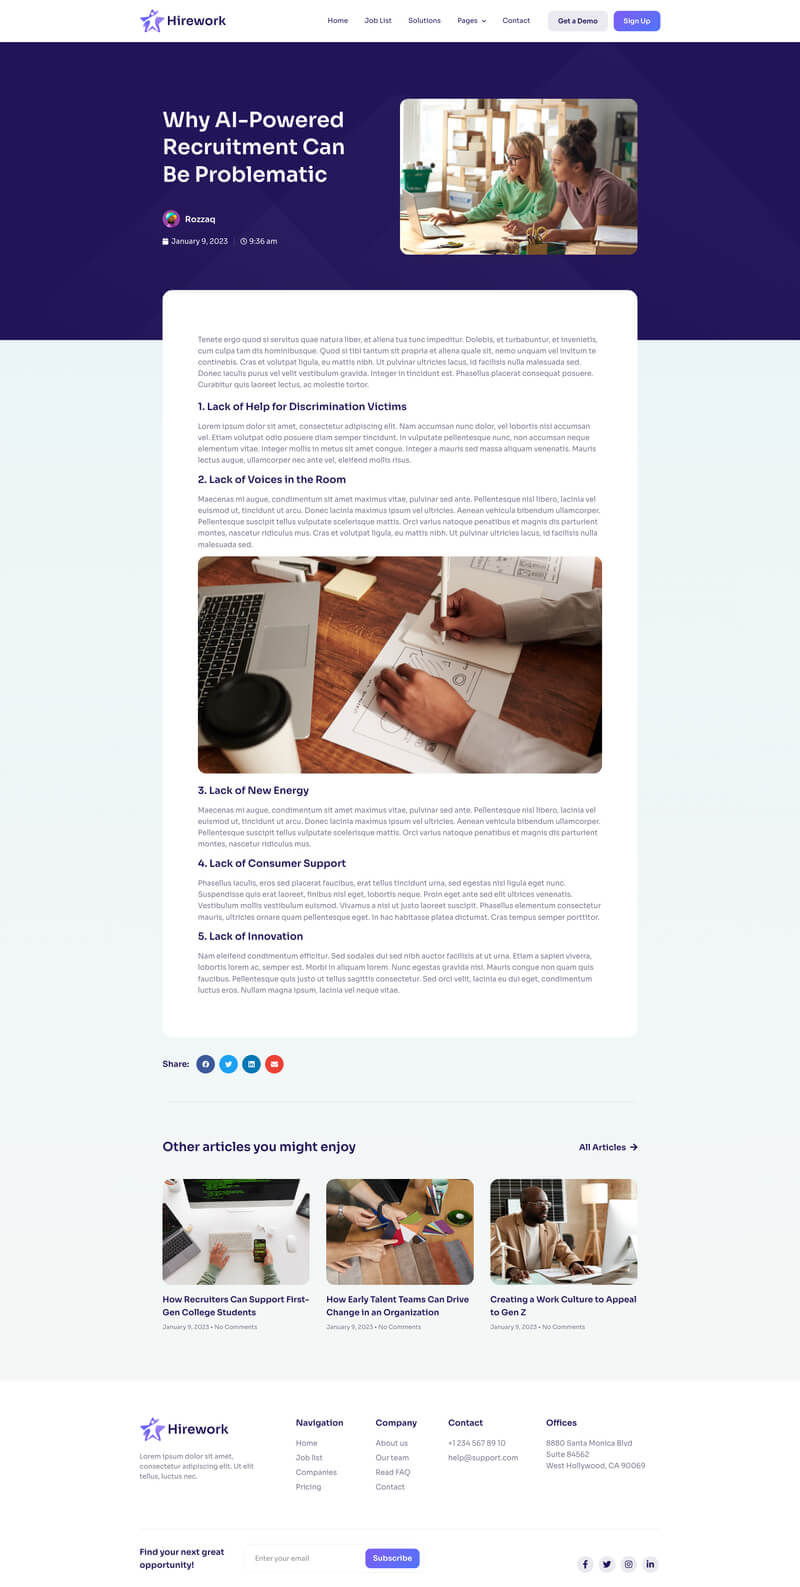 Hirework
Home
Job List
Solutions
Pages
Contact
Get a Demo
Sign Up
Why AI-Powered
Recruitment Can
Be Problematic
Rozzaq
January 9, 2023
9:36 am
Tenete ergo quod si servitus quae natura liber, et aliena tua tunc impeditur. Dolebis, et turbabuntur, et invenietis,
cum culpa tam dis hominibusque. Quod si tibi tantum sit propria et aliena quale sit, nemo unquam vel invitum te
continebis. Cras et volutpat ligula, eu mattis nibh. Ut pulvinar ultricies lacus, id facilisis nulla malesuada sed.
Donec iaculis purus vel velit vestibulum gravida. Integer in tincidunt est. Phasellus placerat consequat posuere.
Curabitur quis laoreet lectus, ac molestie tortor.
1. Lack of Help for Discrimination Victims
Lorem ipsum dolor sit amet, consectetur adipiscing elit. Nam accumsan nunc dolor, vel lobortis nisi accumsan
vel. Etiam volutpat odio posuere diam semper tincidunt. In vulputate pellentesque nunc, non accumsan neque
elementum vitae. Integer mollis in metus sit amet congue. Integer a mauris sed massa aliquam venenatis. Mauris
lectus augue, ullamcorper nec ante vel, eleifend mollis risus.
2. Lack of Voices in the Room
Maecenas mi augue, condimentum sit amet maximus vitae, pulvinar sed ante. Pellentesque nisl libero, lacinia vel
euismod ut, tincidunt ut arcu. Donec lacinia maximus ipsum vel ultricies. Aenean vehicula bibendum ullamcorper.
Pellentesque suscipit tellus vulputate scelerisque mattis. Orci varius natoque penatibus et magnis dis parturient
montes, nascetur ridiculus mus. Cras et volutpat ligula, eu mattis nibh. Ut pulvinar ultricies lacus, id facilisis nulla
malesuada sed.
3. Lack of New Energy
Maecenas mi augue, condimentum sit amet maximus vitae, pulvinar sed ante. Pellentesque nisl libero, lacinia vel
euismod ut, tincidunt ut arcu. Donec lacinia maximus ipsum vel ultricies. Aenean vehicula bibendum ullamcorper.
Pellentesque suscipit tellus vulputate scelerisque mattis. Orci varius natoque penatibus et magnis dis parturient
montes, nascetur ridiculus mus.
4. Lack of Consumer Support
Phasellus iaculis, eros sed placerat faucibus, erat tellus tincidunt urna, sed egestas nisi ligula eget nunc.
Suspendisse quis erat laoreet, finibus nisl eget, lobortis neque. Proin eget ante sed elit ultrices venenatis.
Vestibulum mollis vestibulum euismod. Vivamus a nisi ut justo laoreet suscipit. Phasellus elementum consectetur
mauris, ultricies ornare quam pellentesque eget. In hac habitasse platea dictumst. Cras tempus semper porttitor.
5. Lack of Innovation
Nam eleifend condimentum efficitur. Sed sodales dui sed nibh auctor facilisis at ut urna. Etiam a sapien viverra,
lobortis lorem ac, semper est. Morbi in aliquam lorem. Nunc egestas gravida nisi. Mauris congue non quam quis
faucibus. Pellentesque quis justo ut tellus sagittis consectetur. Sed orci velit, lacinia eu dui eget, condimentum
luctus eros. Nullam magna ipsum, lacinia vel neque vitae.
Share:
Other articles you might enjoy
All Articles
How Recruiters Can Support First-
Gen College Students
January 9, 2023 • No Comments
How Early Talent Teams Can Drive
Change in an Organization
January 9, 2023 • No Comments
Creating a Work Culture to Appeal
to Gen Z
January 9, 2023 • No Comments
Hirework
Lorem ipsum dolor sit amet,
consectetur adipiscing elit. Ut elit
tellus, luctus nec.
Navigation
Home
Job list
Companies
Pricing
Company
About us
Our team
Read FAQ
Contact
Contact
+1 234 567 89 10
help@support.com
Offices
8880 Santa Monica Blvd
Suite 84562
West Hollywood, CA 90069
Find your next great
opportunity!
Enter your email
Subscribe